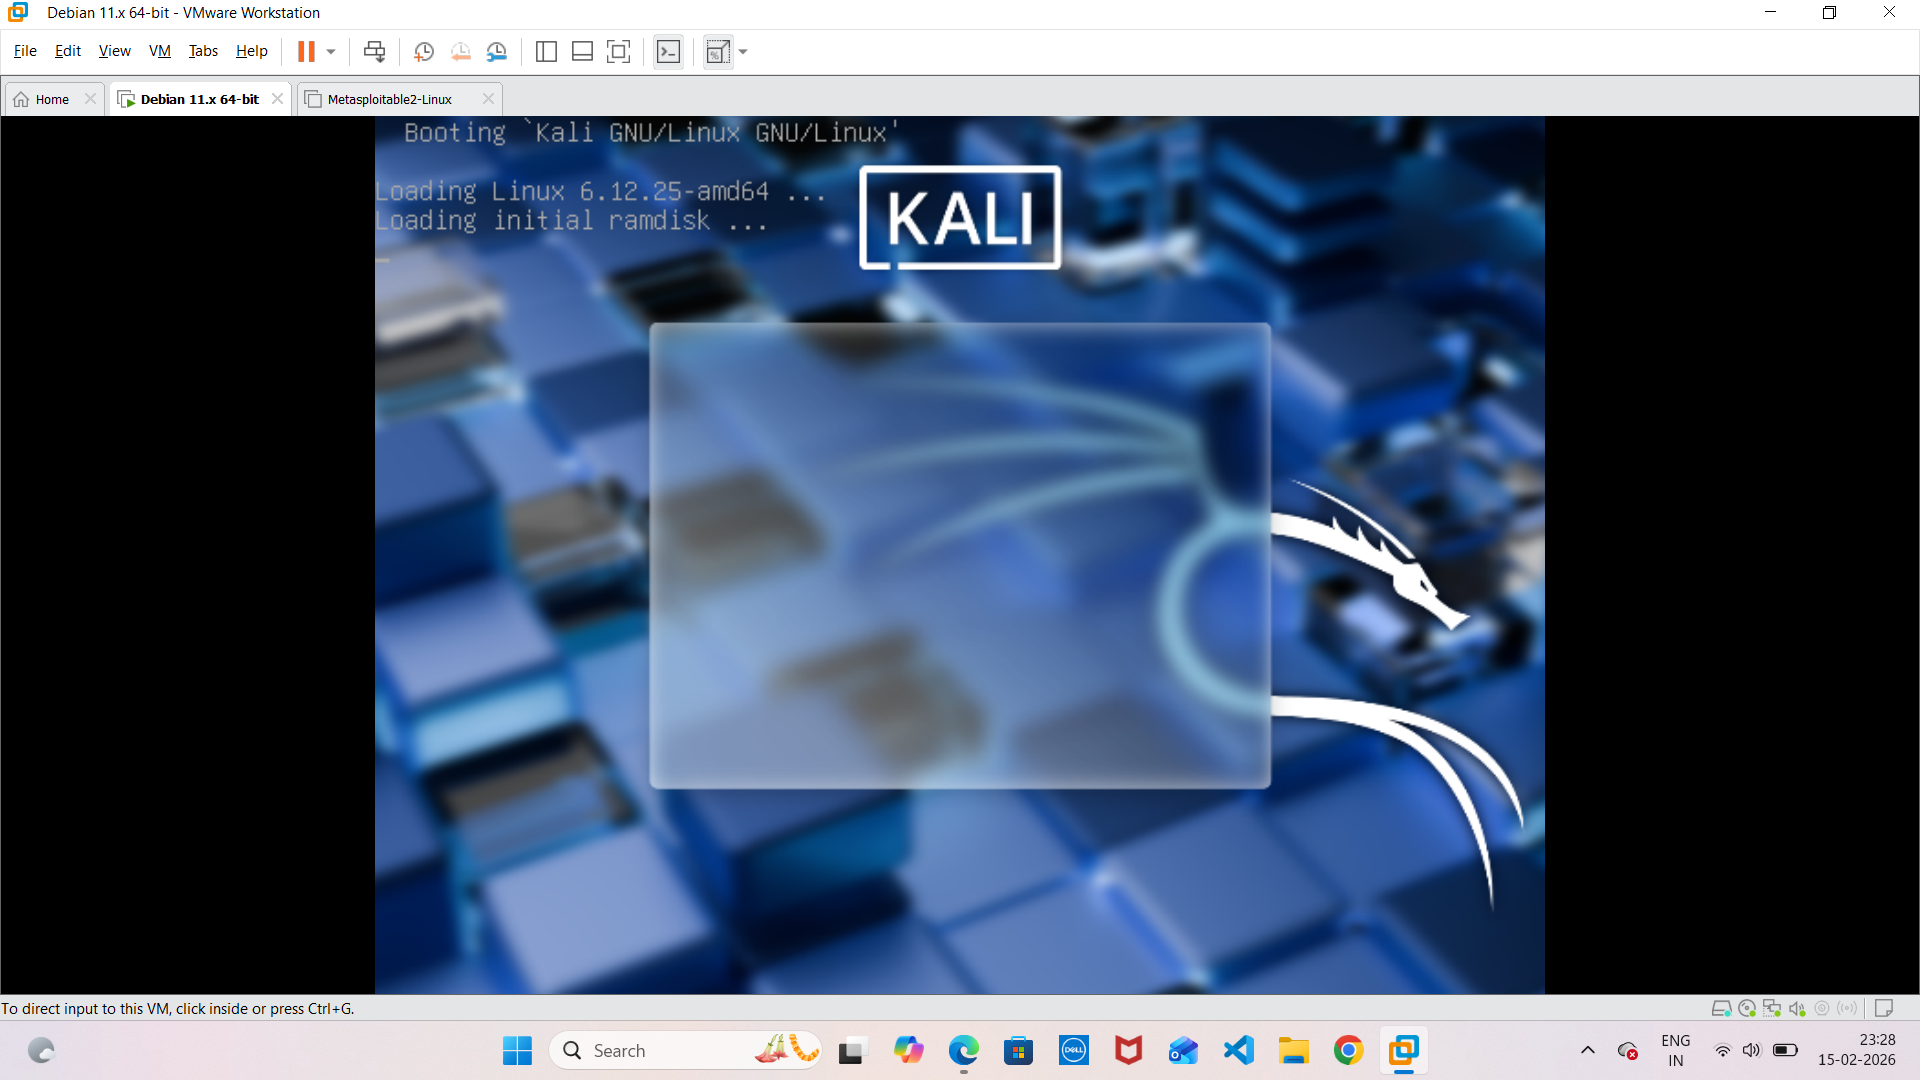 Debian 11.x 64-bit - VMware Workstation
File Edit View VM Tabs Help
Home
Debian 11.x 64-bit
Metasploitable2-Linux
Booting `Kali GNU/Linux GNU/Linux'
Loading Linux 6.12.25-amd64 ...
Loading initial ramdisk ...
KALI
To direct input to this VM, click inside or press Ctrl+G.
Search
DELL
ENG
IN
23:28
15-02-2026